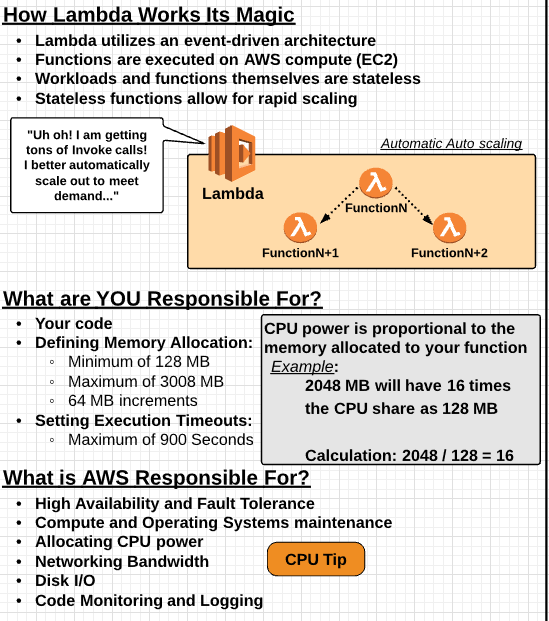 How Lambda Works Its Magic
• Lambda utilizes an event-driven architecture
• Functions are executed on AWS compute (EC2)
• Workloads and functions themselves are stateless
• Stateless functions allow for rapid scaling
"Uh oh! I am getting
tons of Invoke calls!
I better automatically
scale out to meet
demand..."
Lambda
Automatic Auto scaling
FunctionN
FunctionN+1
FunctionN+2
What are YOU Responsible For?
• Your code
• Defining Memory Allocation:
◦ Minimum of 128 MB
◦ Maximum of 3008 MB
◦ 64 MB increments
• Setting Execution Timeouts:
◦ Maximum of 900 Seconds
CPU power is proportional to the
memory allocated to your function
Example:
2048 MB will have 16 times
the CPU share as 128 MB
Calculation: 2048 / 128 = 16
What is AWS Responsible For?
• High Availability and Fault Tolerance
• Compute and Operating Systems maintenance
• Allocating CPU power
• Networking Bandwidth
• Disk I/O
• Code Monitoring and Logging
CPU Tip